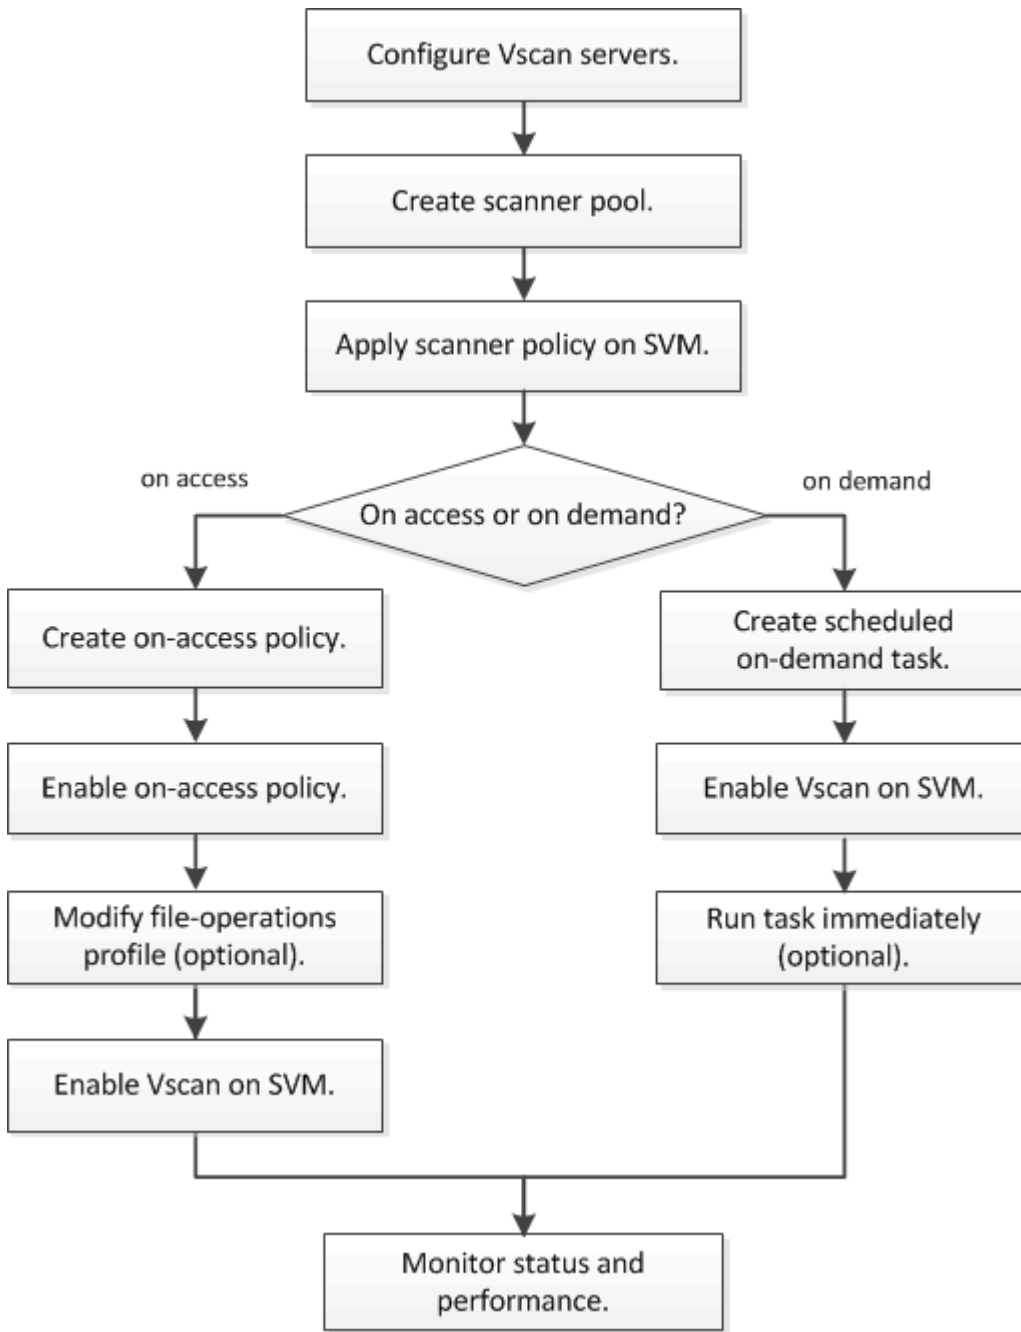 Configure Vscan servers.
Create scanner pool.
Apply scanner policy on SVM.
on access
on demand
On access or on demand?
Create on-access policy.
Enable on-access policy.
Modify file-operations
profile (optional).
Enable Vscan on SVM.
Create scheduled
on-demand task.
Enable Vscan on SVM.
Run task immediately
(optional).
Monitor status and
performance.